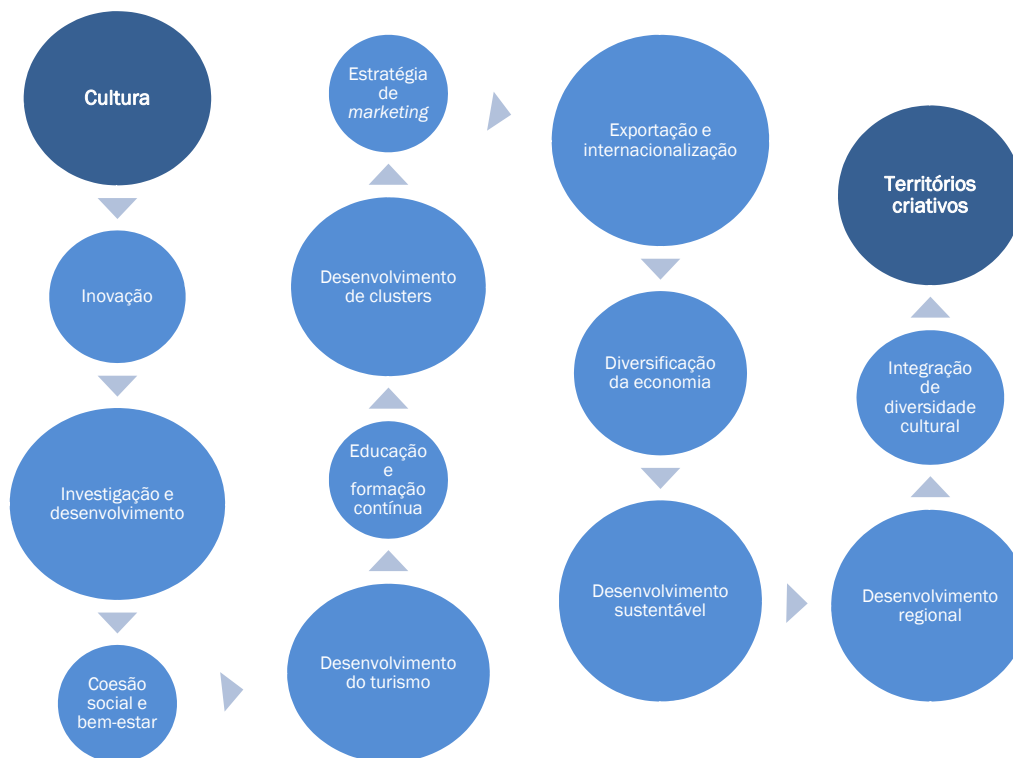 Cultura
Inovação
Investigação e
desenvolvimento
Coesão
social e
bem-estar
Desenvolvimento
do turismo
Educação
e
formação
contínua
Desenvolvimento
de clusters
Estratégia
de
marketing
Exportação e
internacionalização
Diversificação
da economia
Desenvolvimento
sustentável
Desenvolvimento
regional
Integração
de
diversidade
cultural
Territórios
criativos